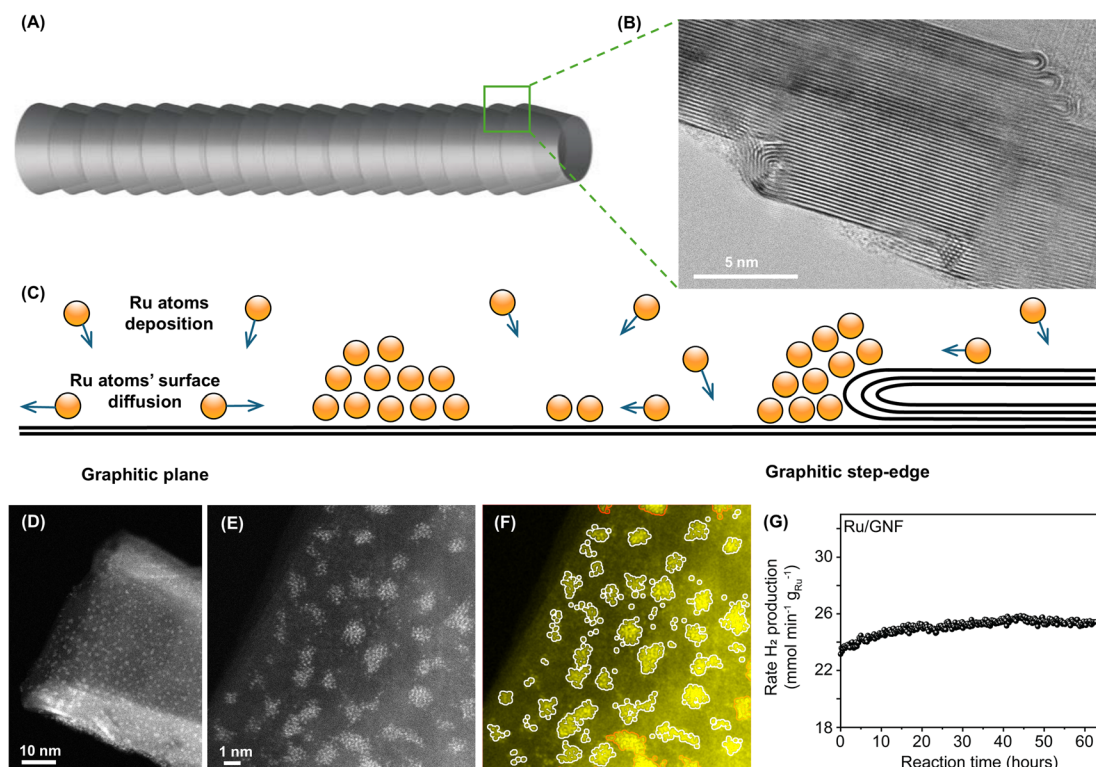 (A)
(B)
5 nm
(C)
Ru atoms
deposition
Ru atoms' surface
diffusion
Graphitic plane
Graphitic step-edge
(D)
10 nm
(E)
1 nm
(F)
(G)
Ru/GNF
Rate H₂ production
(mmol min⁻¹ g_Ru⁻¹)
30
26
22
18
0
10
20
30
40
50
60
Reaction time (hours)